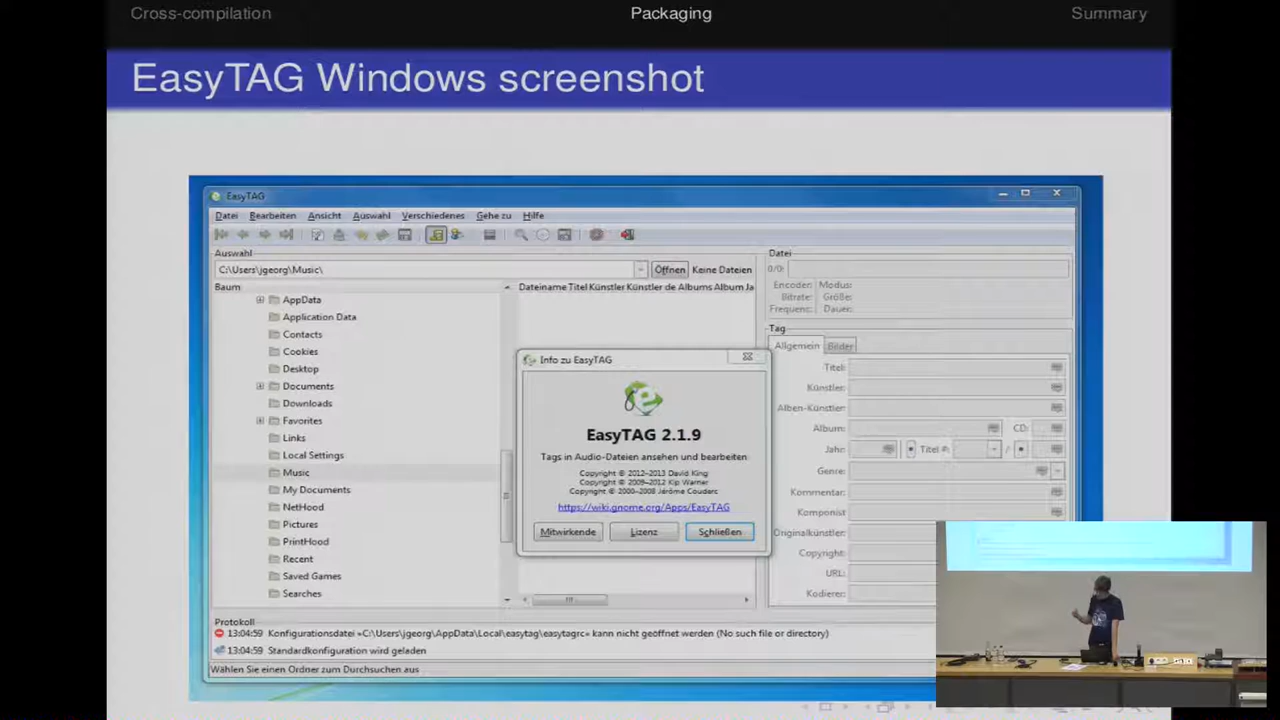 Cross-compilation Packaging Summary
EasyTAG Windows screenshot
EasyTAG
Datei Bearbeiten Ansicht Auswahl Verschiedenes Gehe zu Hilfe
Auswahl
C:\Users\jgeorg\Music\ Öffnen Keine Dateien
Baum
AppData
Application Data
Contacts
Cookies
Desktop
Documents
Downloads
Favorites
Links
Local Settings
Music
My Documents
NetHood
Pictures
PrintHood
Recent
Saved Games
Searches
Dateiname Titel Künstler Künstler de Albums Album Ja
Info zu EasyTAG
EasyTAG 2.1.9
Tags in Audio-Dateien ansehen und bearbeiten
Copyright © 2012-2013 David King
Copyright © 2009-2012 Kip Warner
Copyright © 2000-2008 Jérôme Couderc
https://wiki.gnome.org/Apps/EasyTAG
Mitwirkende Lizenz Schließen
Datei
0/0:
Encoder: Modus:
Bitrate: Größe:
Frequenz: Dauer:
Tag
Allgemein Bilder
Titel:
Künstler:
Alben-Künstler:
Album: CD:
Jahr: Titel #: /
Genre:
Kommentar:
Komponist
Originalkünstler:
Copyright:
URL:
Kodierer:
Protokoll
13:04:59 Konfigurationsdatei »C:\Users\jgeorg\AppData\Local\easytag\easytagrc« kann nicht geöffnet werden (No such file or directory)
13:04:59 Standardkonfiguration wird geladen
Wählen Sie einen Ordner zum Durchsuchen aus